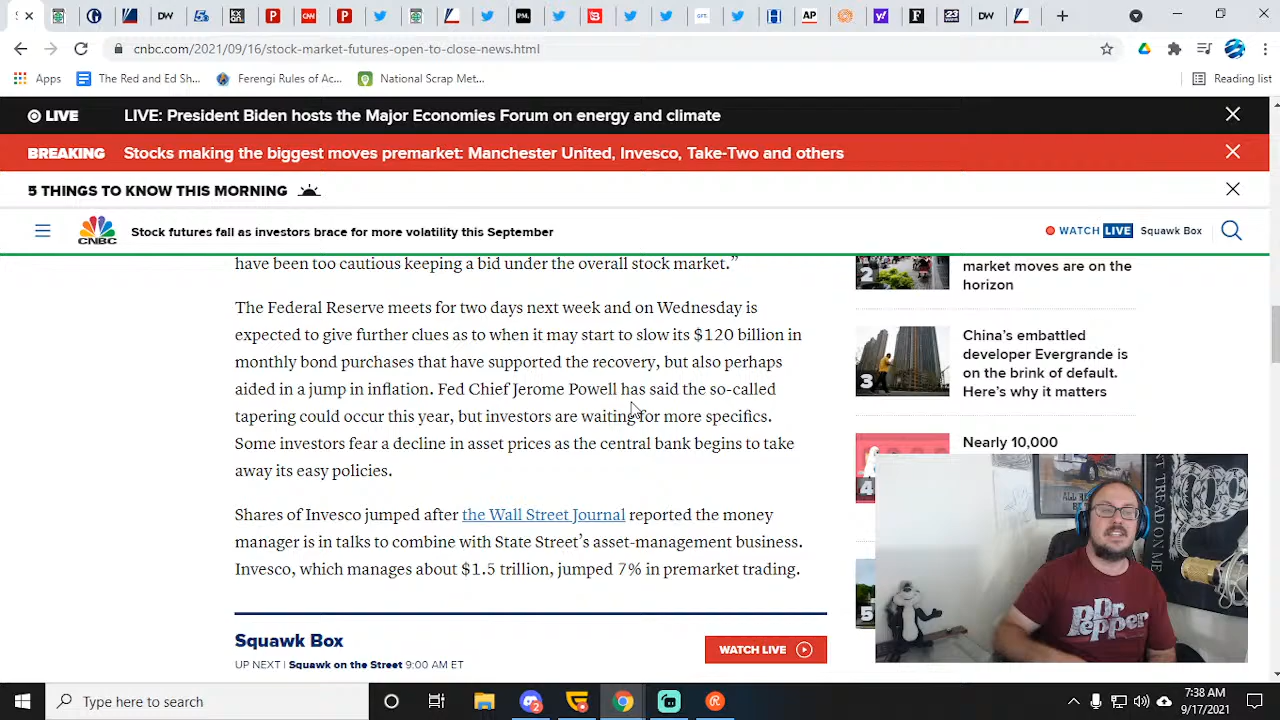 cnbc.com/2021/09/16/stock-market-futures-open-to-close-news.html
Apps
The Red and Ed Sh...
Ferengi Rules of Ac...
National Scrap Met...
Reading list
LIVE
LIVE: President Biden hosts the Major Economies Forum on energy and climate
BREAKING
Stocks making the biggest moves premarket: Manchester United, Invesco, Take-Two and others
5 THINGS TO KNOW THIS MORNING
CNBC
Stock futures fall as investors brace for more volatility this September
WATCH LIVE Squawk Box
have been too cautious keeping a bid under the overall stock market.”
The Federal Reserve meets for two days next week and on Wednesday is
expected to give further clues as to when it may start to slow its $120 billion in
monthly bond purchases that have supported the recovery, but also perhaps
aided in a jump in inflation. Fed Chief Jerome Powell has said the so-called
tapering could occur this year, but investors are waiting for more specifics.
Some investors fear a decline in asset prices as the central bank begins to take
away its easy policies.
Shares of Invesco jumped after the Wall Street Journal reported the money
manager is in talks to combine with State Street’s asset-management business.
Invesco, which manages about $1.5 trillion, jumped 7% in premarket trading.
Squawk Box
UP NEXT | Squawk on the Street 9:00 AM ET
WATCH LIVE
2
market moves are on the
horizon
3
China’s embattled
developer Evergrande is
on the brink of default.
Here’s why it matters
4
Nearly 10,000
5
Dr
Pepper
T TREAD ON ME
Type here to search
7:38 AM
9/17/2021